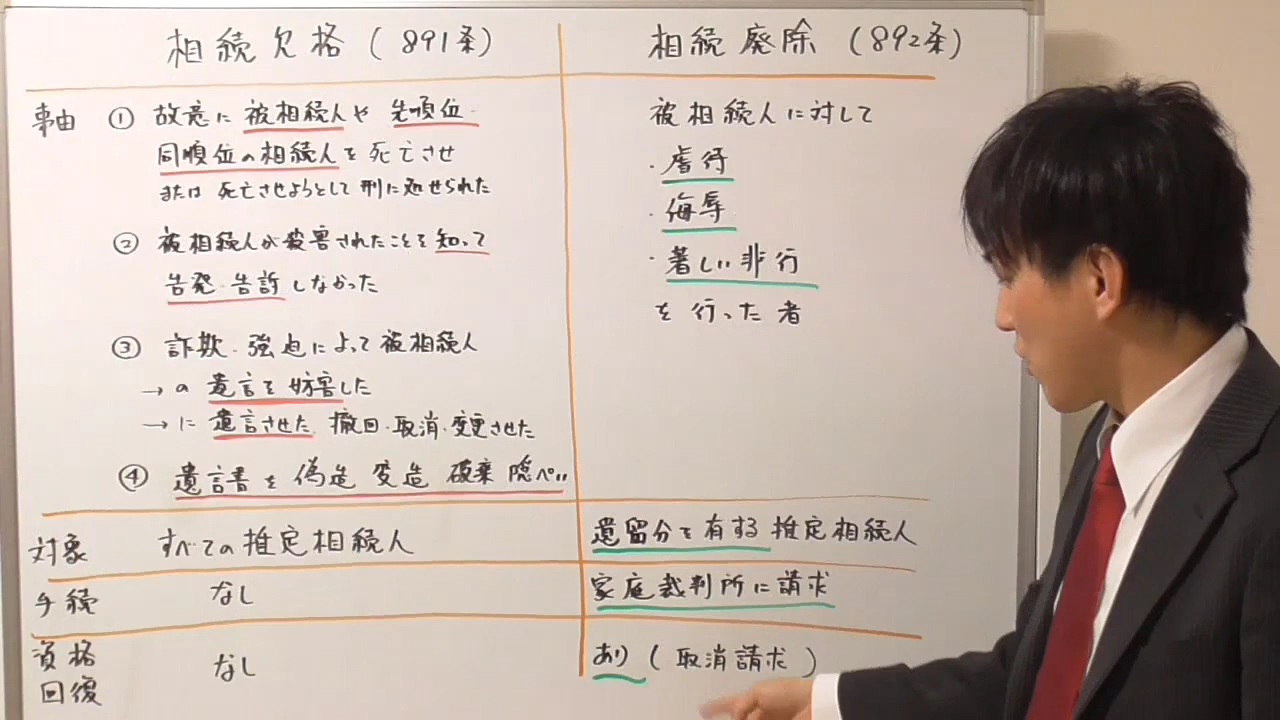 相続欠格(891条)
相続廃除(892条)
事由
① 故意に被相続人や先順位・
同順位の相続人を死亡させ
または死亡させようとして刑に処せられた
② 被相続人が殺害されたことを知って
告発・告訴しなかった
③ 詐欺・強迫によって被相続人
→の遺言を妨害した
→に遺言させた、撤回・取消・変更させた
④ 遺言書を偽造 変造 破棄 隠ぺい
被相続人に対して
・虐待
・侮辱
・著しい非行
を行った者
対象
すべての推定相続人
遺留分を有する推定相続人
手続
なし
家庭裁判所に請求
資格
回復
なし
あり(取消請求)